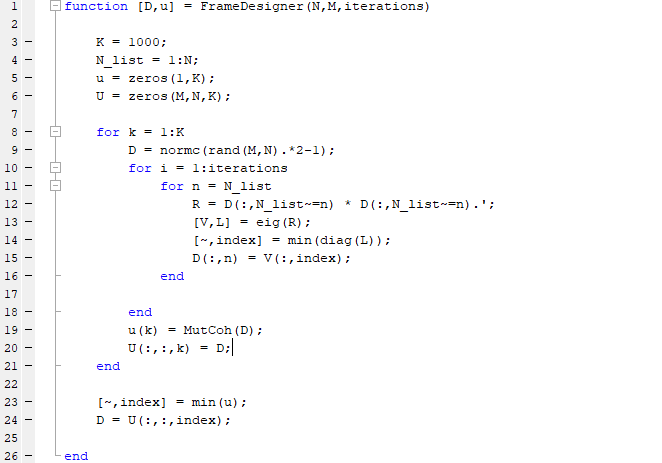 1 function [D,u] = FrameDesigner(N,M,iterations)
2
3 – K = 1000;
4 – N_list = 1:N;
5 – u = zeros(1,K);
6 – U = zeros(M,N,K);
7
8 – for k = 1:K
9 – D = normc(rand(M,N).*2-1);
10 – for i = 1:iterations
11 – for n = N_list
12 – R = D(:,N_list~=n) * D(:,N_list~=n).';
13 – [V,L] = eig(R);
14 – [~,index] = min(diag(L));
15 – D(:,n) = V(:,index);
16 – end
17
18 – end
19 – u(k) = MutCoh(D);
20 – U(:,:,k) = D;
21 – end
22
23 – [~,index] = min(u);
24 – D = U(:,:,index);
25
26 – end